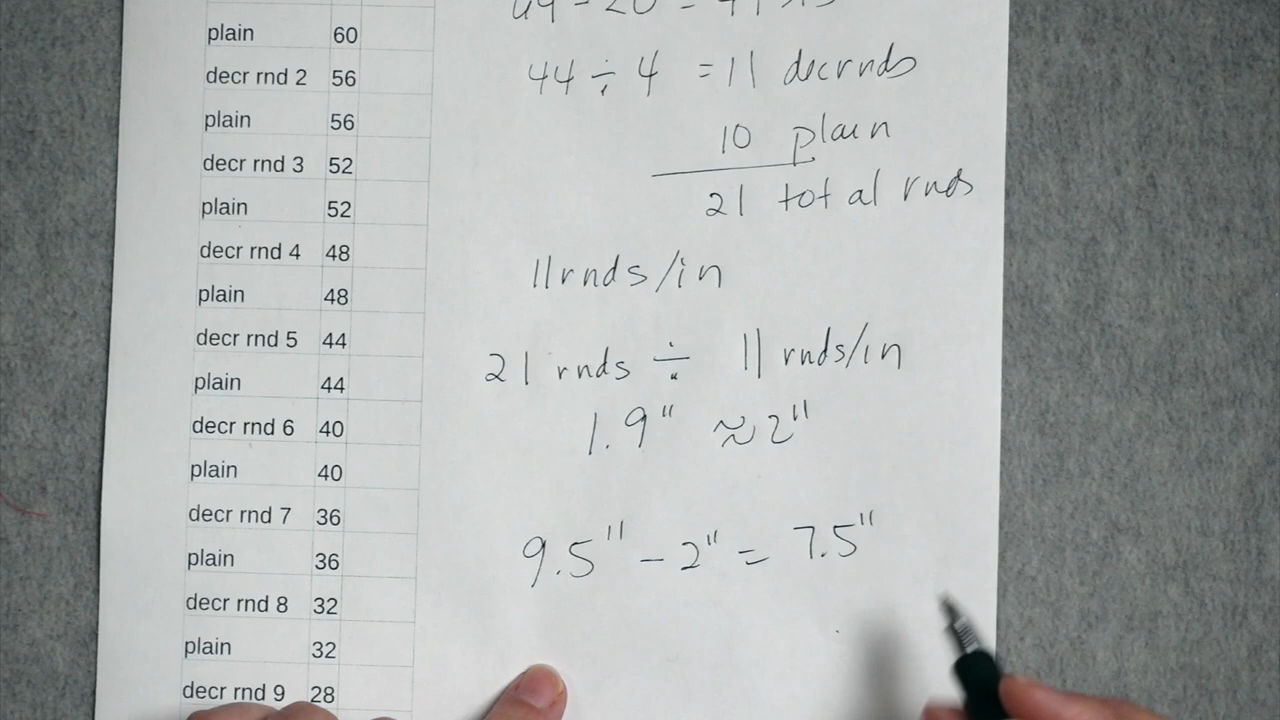 plain 60
decr rnd 2 56
plain 56
decr rnd 3 52
plain 52
decr rnd 4 48
plain 48
decr rnd 5 44
plain 44
decr rnd 6 40
plain 40
decr rnd 7 36
plain 36
decr rnd 8 32
plain 32
decr rnd 9 28
44 ÷ 4 = 11 decrnds
10 plain
21 total rnds
11 rnds/in
21 rnds ÷ 11 rnds/in
1.9" ≈ 2"
9.5" - 2" = 7.5"